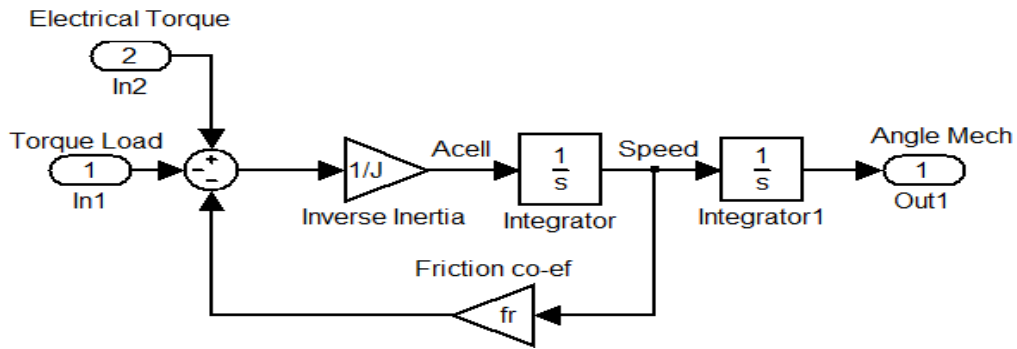 Electrical Torque
2
In2
Torque Load
1
In1
+
−
−
1/J
Inverse Inertia
Acell
1
s
Integrator
Speed
1
s
Integrator1
Angle Mech
1
Out1
Friction co-ef
fr